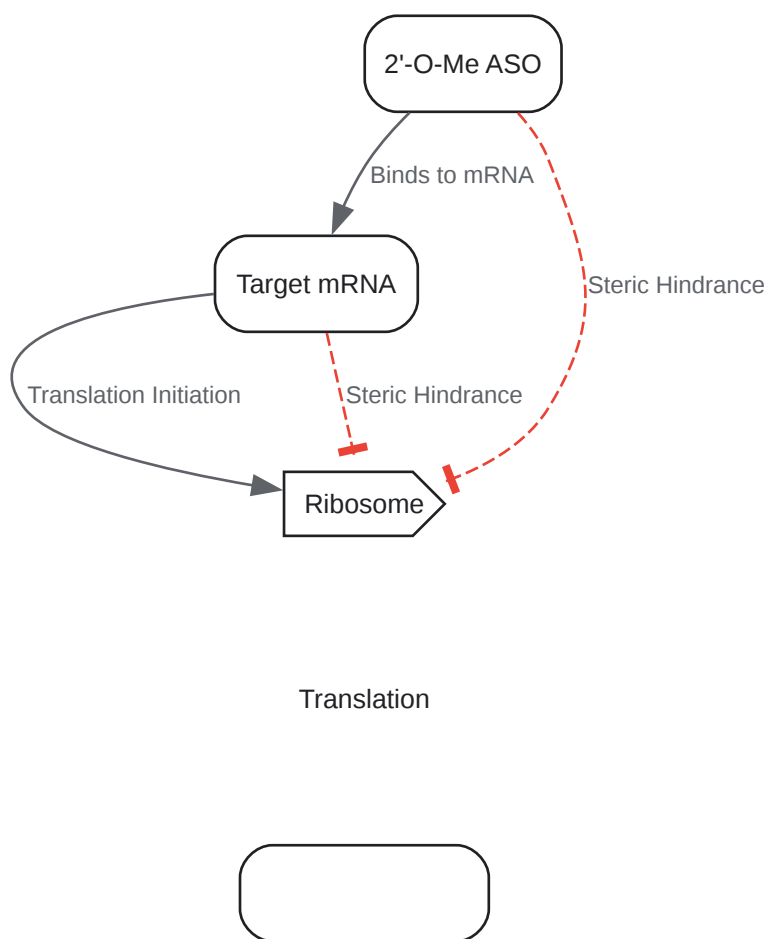 2'-O-Me ASO
Binds to mRNA
Target mRNA
Steric Hindrance
Translation Initiation
Steric Hindrance
Ribosome
Translation